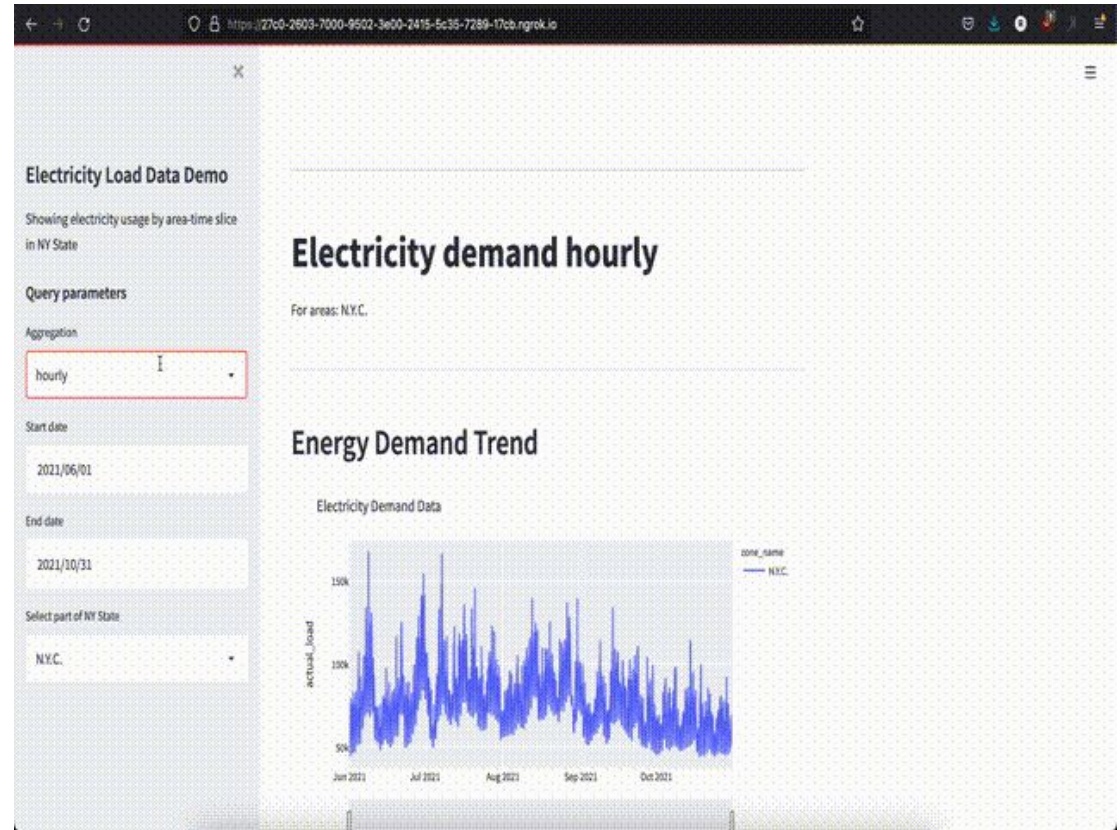 https://27c0-2603-7000-9502-3e00-2415-5c35-7289-17cb.ngrok.io
Electricity Load Data Demo
Showing electricity usage by area-time slice
in NY State
Query parameters
Aggregation
hourly
Start date
2021/06/01
End date
2021/10/31
Select part of NY State
N.Y.C.
Electricity demand hourly
For areas: N.Y.C.
Energy Demand Trend
Electricity Demand Data
zone_name
N.Y.C.
actual_load
150k
100k
50k
Jun 2021 Jul 2021 Aug 2021 Sep 2021 Oct 2021